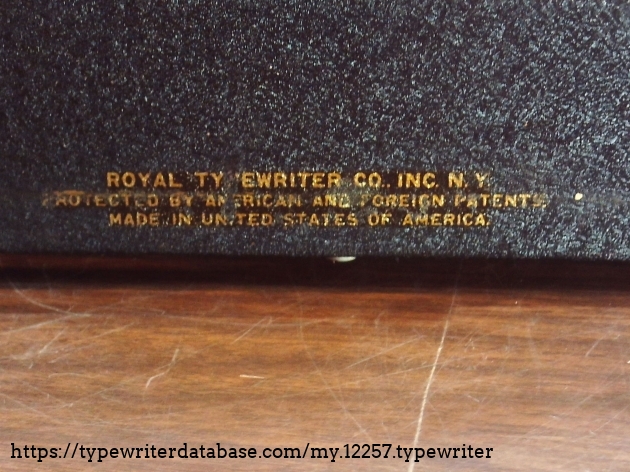 ROYAL TYPEWRITER CO., INC. N.Y.
PROTECTED BY AMERICAN AND FOREIGN PATENTS.
MADE IN UNITED STATES OF AMERICA.
https://typewriterdatabase.com/my.12257.typewriter